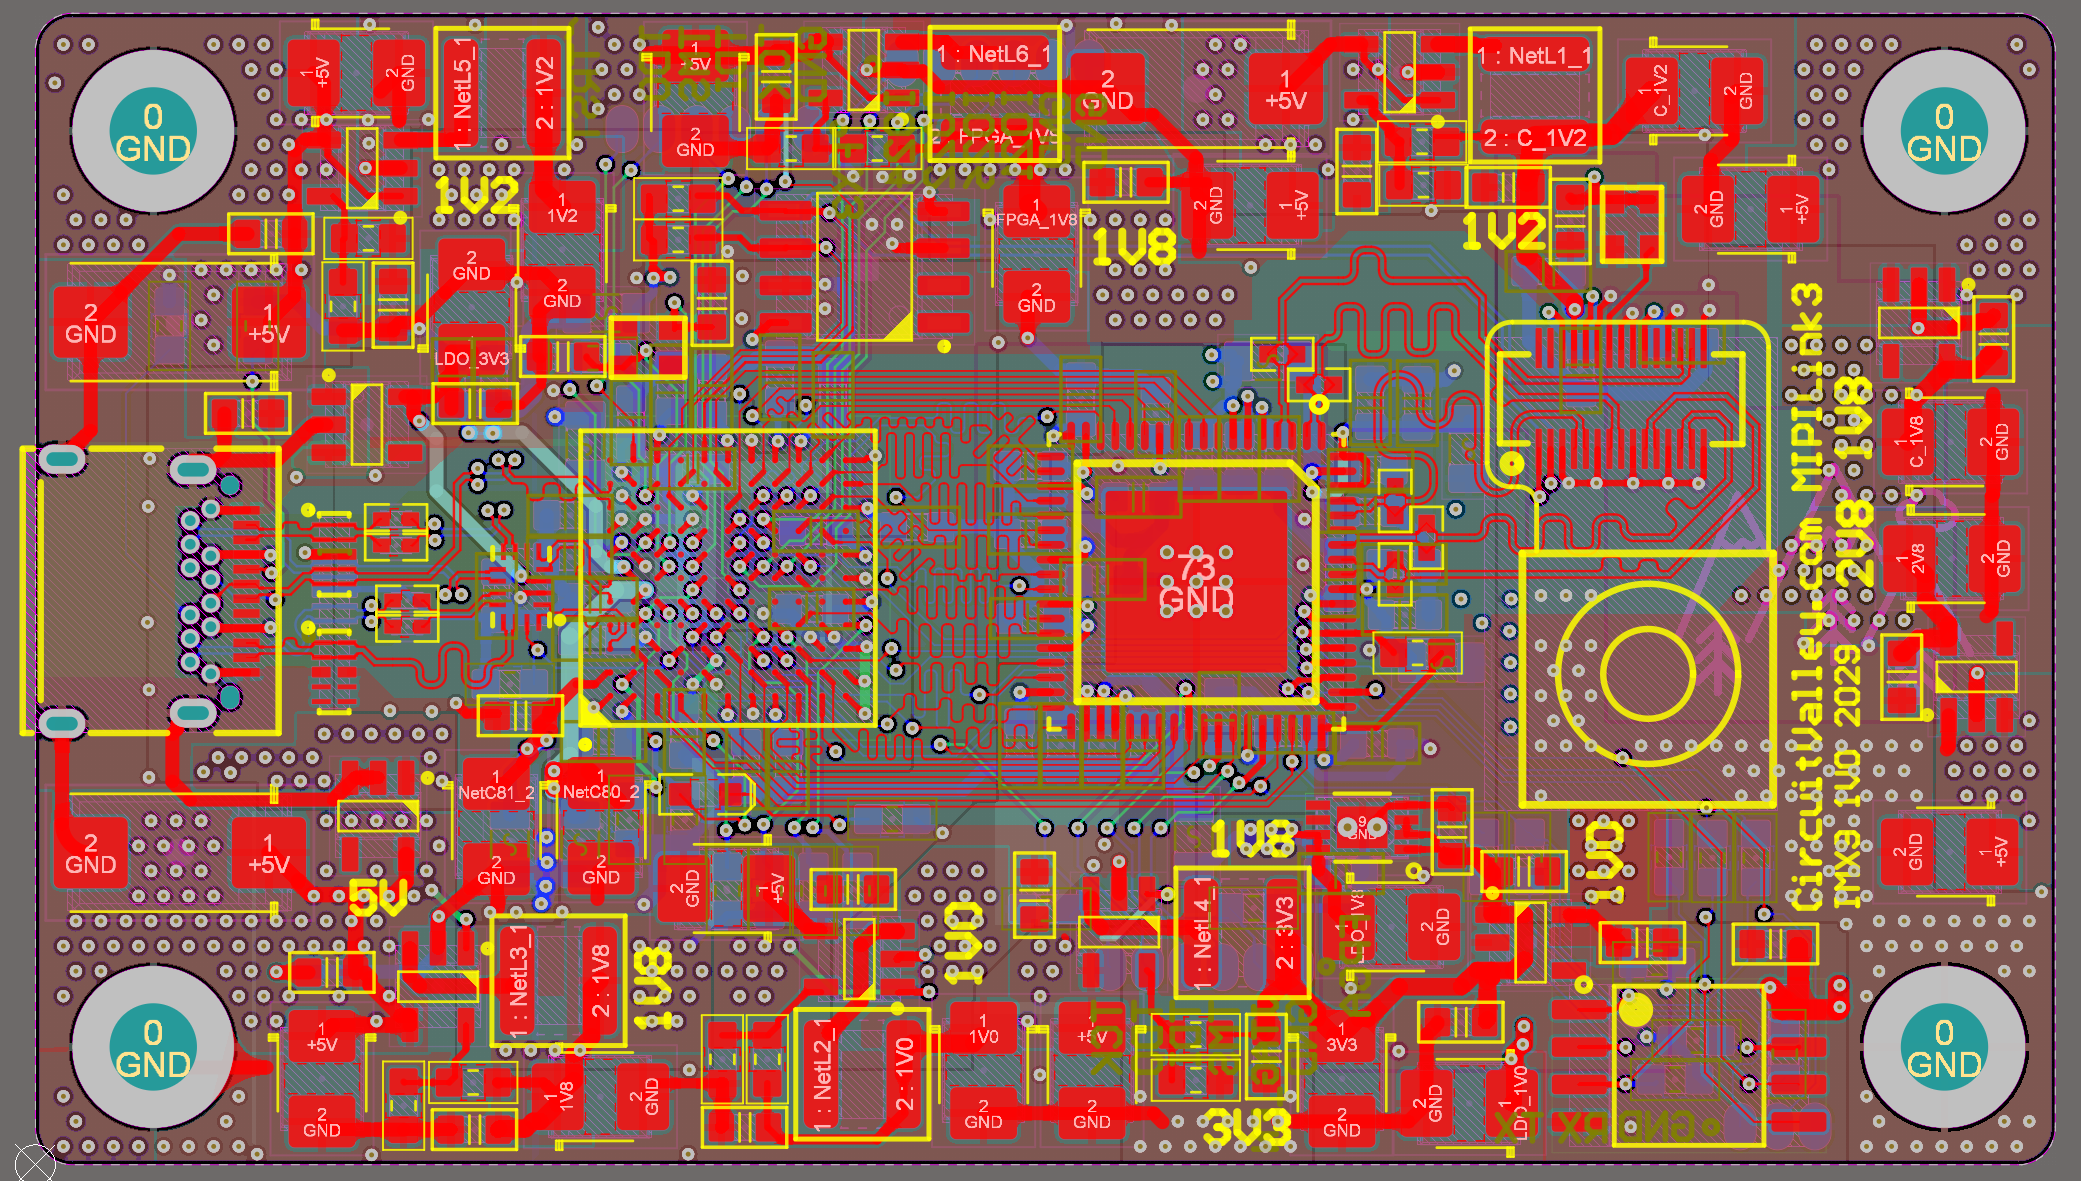 0
GND
1
+5V
2
GND
1 : NetL5_1
2 : 1V2
1
+5V
2
GND
1 : NetL6_1
2
GND
1
+5V
1 : NetL1_1
2 : C_1V2
1
C_1V2
2
GND
0
GND
1V2
1
1V2
2
GND
2
GND
LDO_3V3
1
FPGA_1V8
2
GND
1V8
2
GND
1
+5V
1V2
2
GND
1
+5V
2
GND
1
+5V
MIPILink3
1V8
1
C_1V8
2
GND
73
GND
2V8
1
2V8
2
GND
Circuitvalley.com
IMX9 1V0 2029
1
NetC81_2
1
NetC80_2
2
GND
2
GND
2
GND
1
+5V
5V
2
GND
1
+5V
1V8
9
GND
1V0
2
GND
1
+5V
1 : NetL3_1
2 : 1V8
1V8
1V0
1 : NetL4_1
2 : 3V3
1
LDO_1V8
2
GND
0
GND
1
+5V
2
GND
1
1V8
2
GND
1 : NetL2_1
2 : 1V0
1
1V0
2
GND
1
+5V
2
GND
3V3
1
3V3
2
GND
2
GND
1
LDO_1V0
TX
RX
GND
0
GND